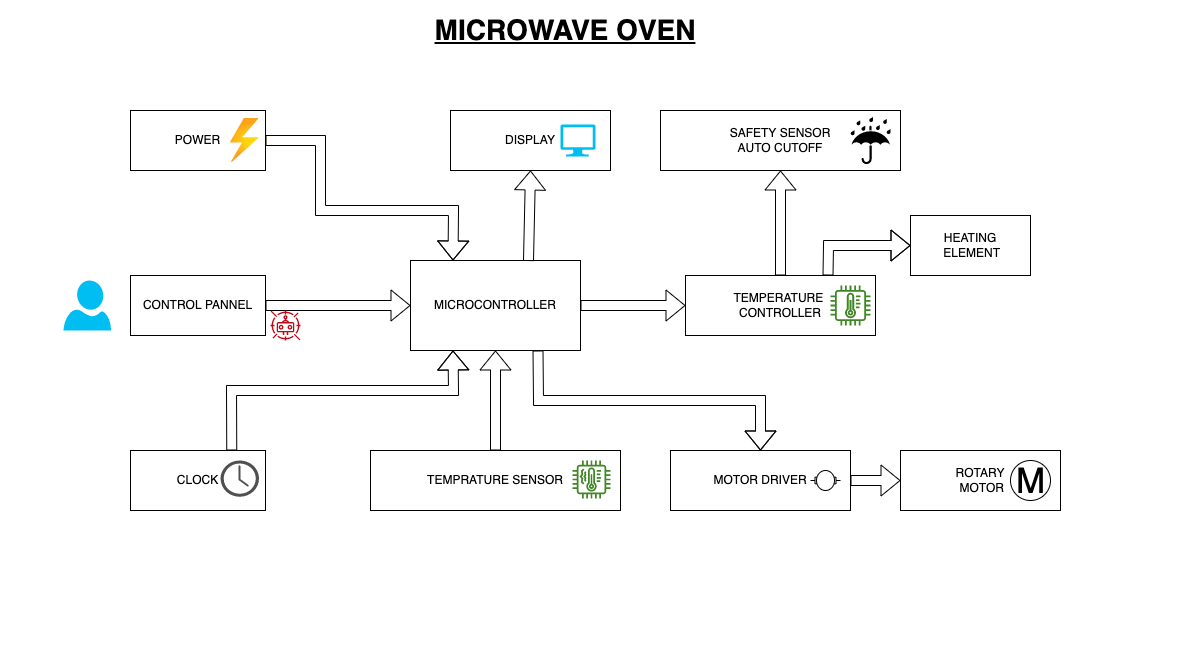 MICROWAVE OVEN
POWER
DISPLAY
SAFETY SENSOR
AUTO CUTOFF
HEATING
ELEMENT
CONTROL PANNEL
MICROCONTROLLER
TEMPERATURE
CONTROLLER
CLOCK
TEMPRATURE SENSOR
MOTOR DRIVER
ROTARY
MOTOR
M